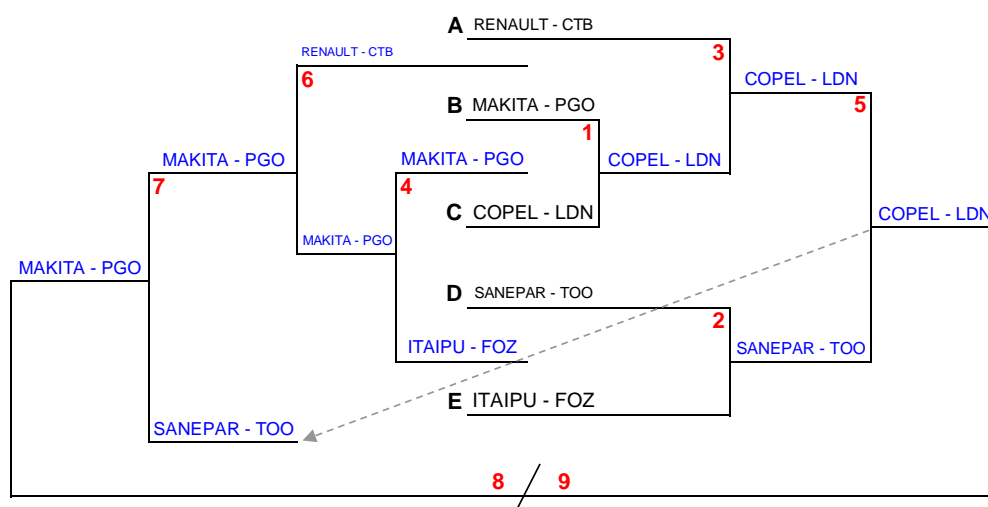 A RENAULT - CTB
RENAULT - CTB
3
6
COPEL - LDN
5
B MAKITA - PGO
1
MAKITA - PGO
7
MAKITA - PGO
4
COPEL - LDN
C COPEL - LDN
COPEL - LDN
MAKITA - PGO
MAKITA - PGO
D SANEPAR - TOO
2
ITAIPU - FOZ
SANEPAR - TOO
E ITAIPU - FOZ
SANEPAR - TOO
8 9